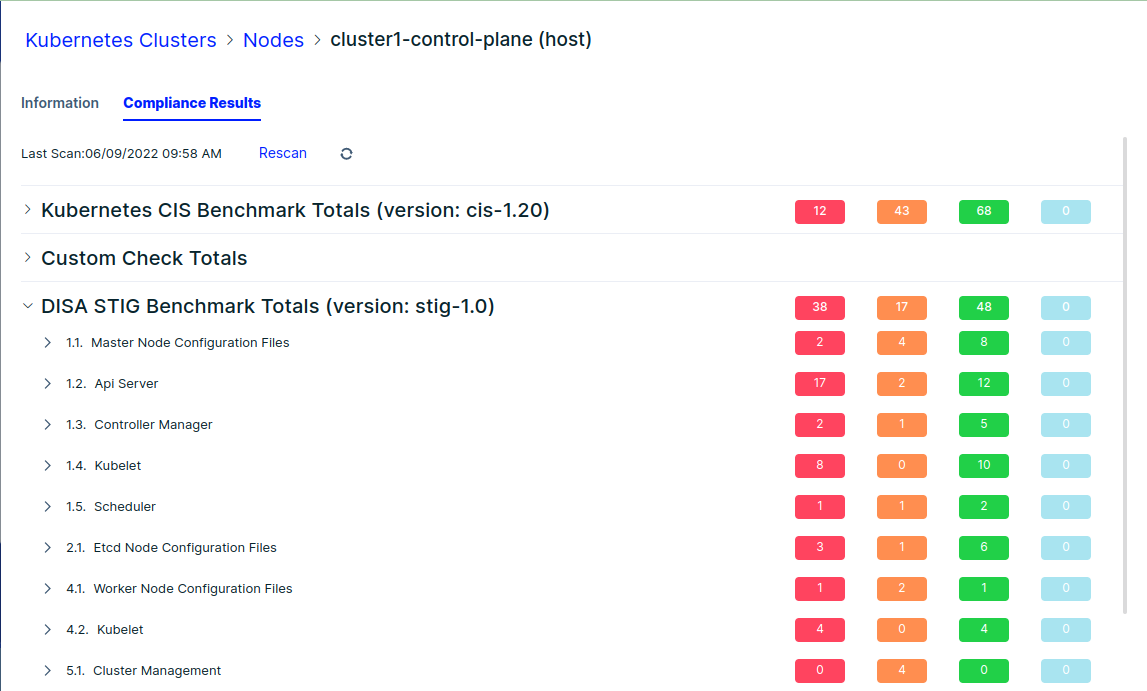 Kubernetes Clusters > Nodes > cluster1-control-plane (host)
Information Compliance Results
Last Scan:06/09/2022 09:58 AM Rescan
Kubernetes CIS Benchmark Totals (version: cis-1.20) 12 43 68 0
Custom Check Totals
DISA STIG Benchmark Totals (version: stig-1.0) 38 17 48 0
1.1. Master Node Configuration Files 2 4 8 0
1.2. Api Server 17 2 12 0
1.3. Controller Manager 2 1 5 0
1.4. Kubelet 8 0 10 0
1.5. Scheduler 1 1 2 0
2.1. Etcd Node Configuration Files 3 1 6 0
4.1. Worker Node Configuration Files 1 2 1 0
4.2. Kubelet 4 0 4 0
5.1. Cluster Management 0 4 0 0